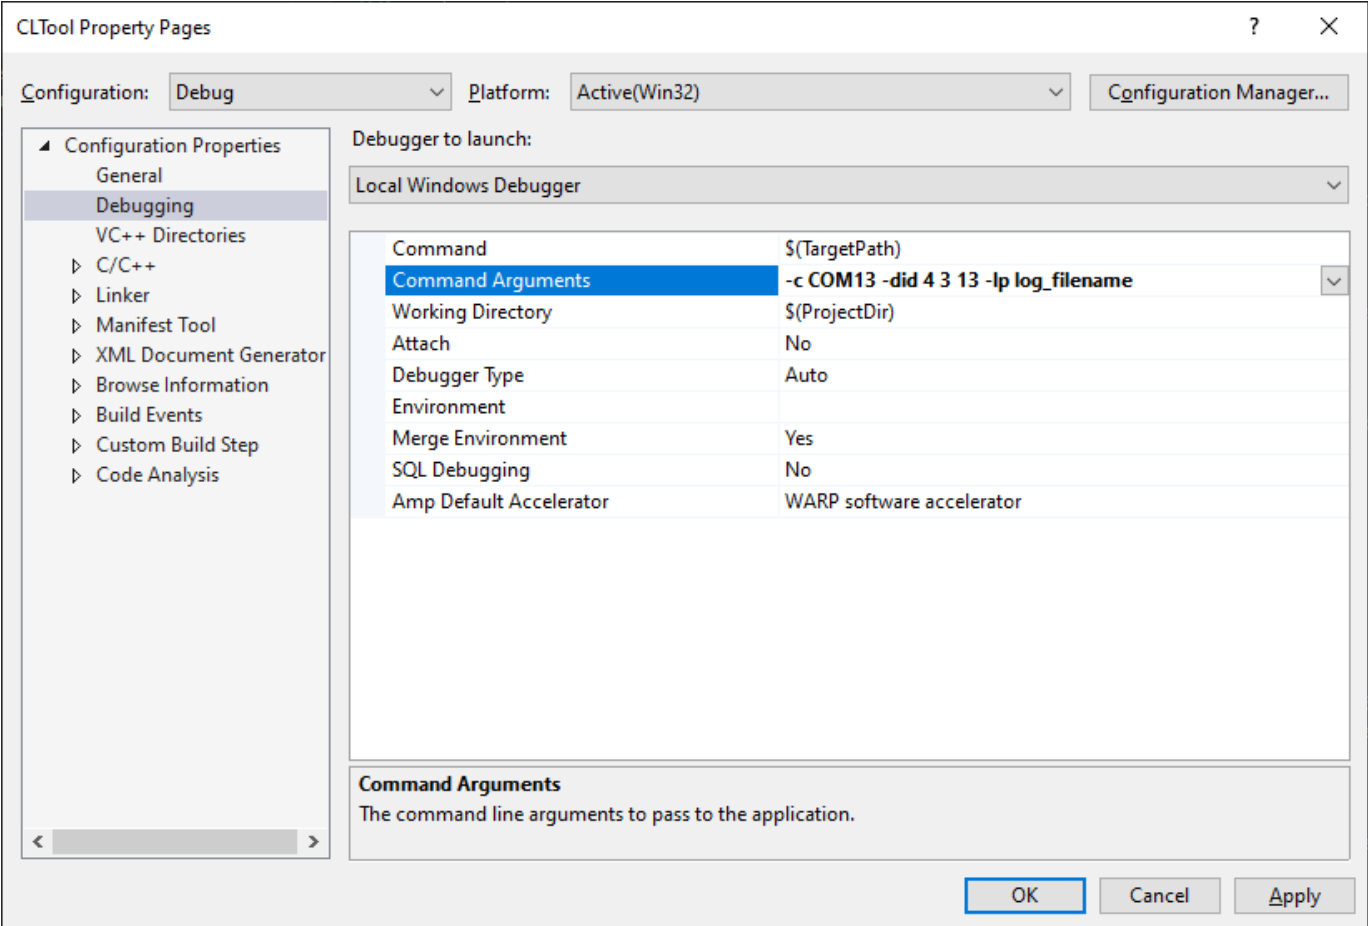 CLTool Property Pages
?
Configuration: Debug Platform: Active(Win32) Configuration Manager...
Configuration Properties
General
Debugging
VC++ Directories
C/C++
Linker
Manifest Tool
XML Document Generator
Browse Information
Build Events
Custom Build Step
Code Analysis
Debugger to launch:
Local Windows Debugger
Command $(TargetPath)
Command Arguments -c COM13 -did 4 3 13 -lp log_filename
Working Directory $(ProjectDir)
Attach No
Debugger Type Auto
Environment
Merge Environment Yes
SQL Debugging No
Amp Default Accelerator WARP software accelerator
Command Arguments
The command line arguments to pass to the application.
OK Cancel Apply